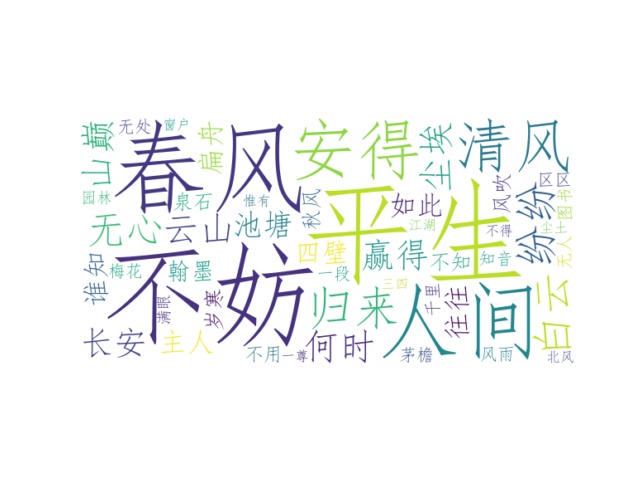 春风
不妨
平生
人间
安得
清风
归来
白云
纷纷
尘埃
山巅
扁舟
无处
窗户
园林
泉石
惟有
秋风
如此
风吹
区区
图书
尘土
无人
不得
江湖
无心
云山
池塘
四壁
赢得
不知
知音
谁知
梅花
翰墨
一段
三四
千里
往往
满眼
岁寒
长安
主人
不用
一尊
何时
茅檐
风雨
北风